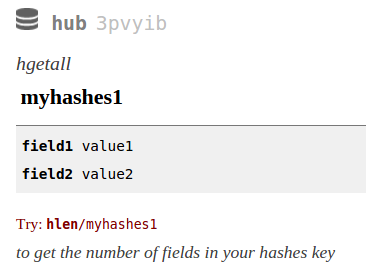 hub 3pvyib
hgetall
myhashes1
field1 value1
field2 value2
Try: hlen/myhashes1
to get the number of fields in your hashes key